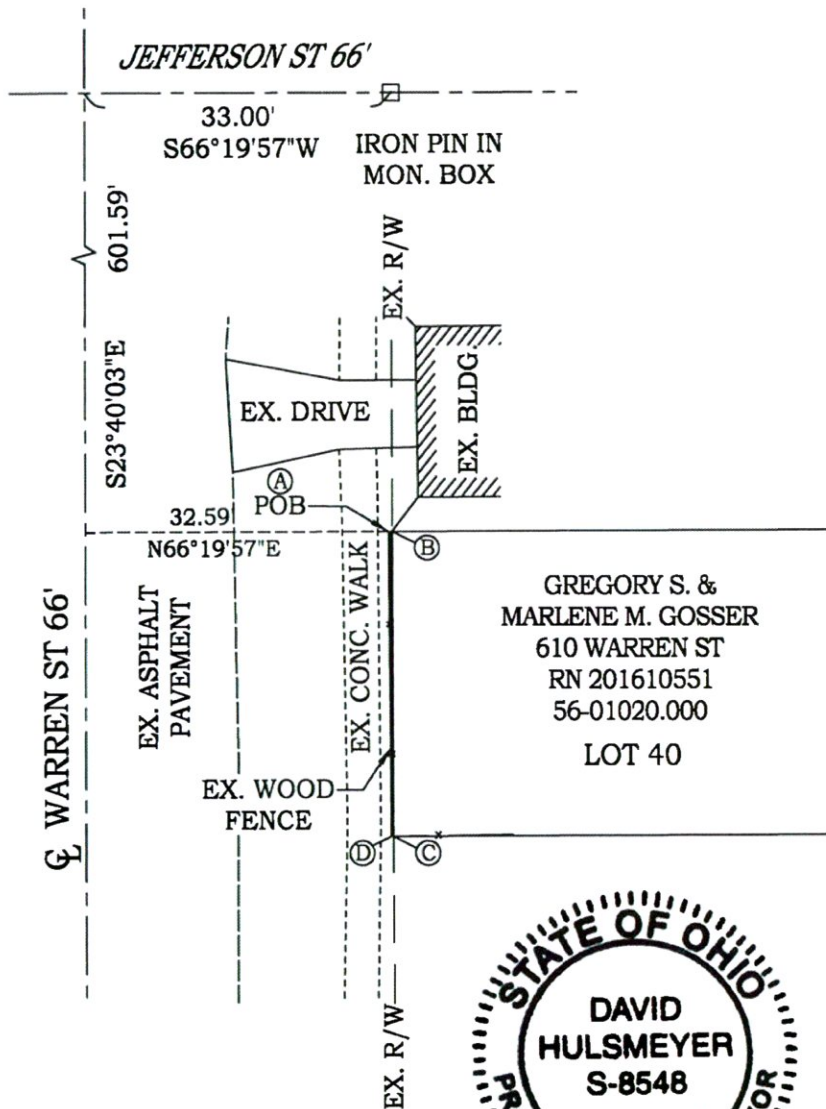 JEFFERSON ST 66'
33.00'
S66°19'57"W
IRON PIN IN
MON. BOX
601.59'
S23°40'03"E
EX. R/W
EX. DRIVE
EX. BLDG.
A
POB
B
32.59
N66°19'57"E
℄ WARREN ST 66'
EX. ASPHALT
PAVEMENT
EX. CONC. WALK
GREGORY S. &
MARLENE M. GOSSER
610 WARREN ST
RN 201610551
56-01020.000
LOT 40
EX. WOOD
FENCE
D
C
EX. R/W
STATE OF OHIO
DAVID
HULSMEYER
S-8548